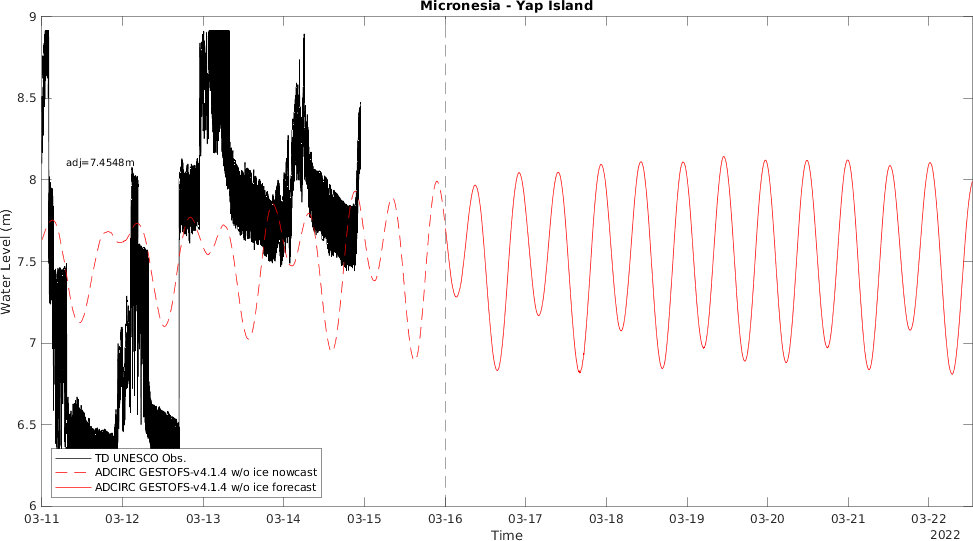 Micronesia - Yap Island
9
8.5
8
7.5
7
6.5
6
Water Level (m)
adj=7.4548m
TD UNESCO Obs.
ADCIRC GESTOFS-v4.1.4 w/o ice nowcast
ADCIRC GESTOFS-v4.1.4 w/o ice forecast
03-11 03-12 03-13 03-14 03-15 03-16 03-17 03-18 03-19 03-20 03-21 03-22
2022
Time